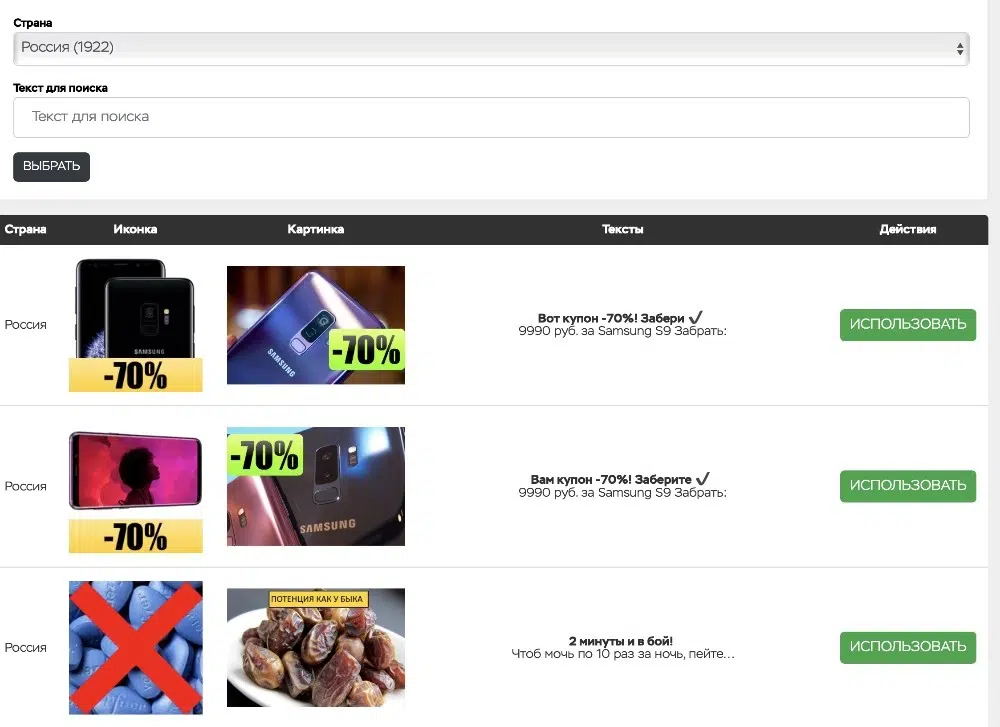 Страна
Россия (1922)
Текст для поиска
Текст для поиска
ВЫБРАТЬ
Страна Иконка Картинка Тексты Действия
Россия
SAMSUNG
-70%
SAMSUNG
-70%
Вот купон -70%! Забери ✔
9990 руб. за Samsung S9 Забрать:
ИСПОЛЬЗОВАТЬ
Россия
-70%
-70%
SAMSUNG
Вам купон -70%! Заберите ✔
9990 руб. за Samsung S9 Забрать:
ИСПОЛЬЗОВАТЬ
Россия
ПОТЕНЦИЯ КАК У БЫКА
2 минуты и в бой!
Чтоб мочь по 10 раз за ночь, пейте...
ИСПОЛЬЗОВАТЬ